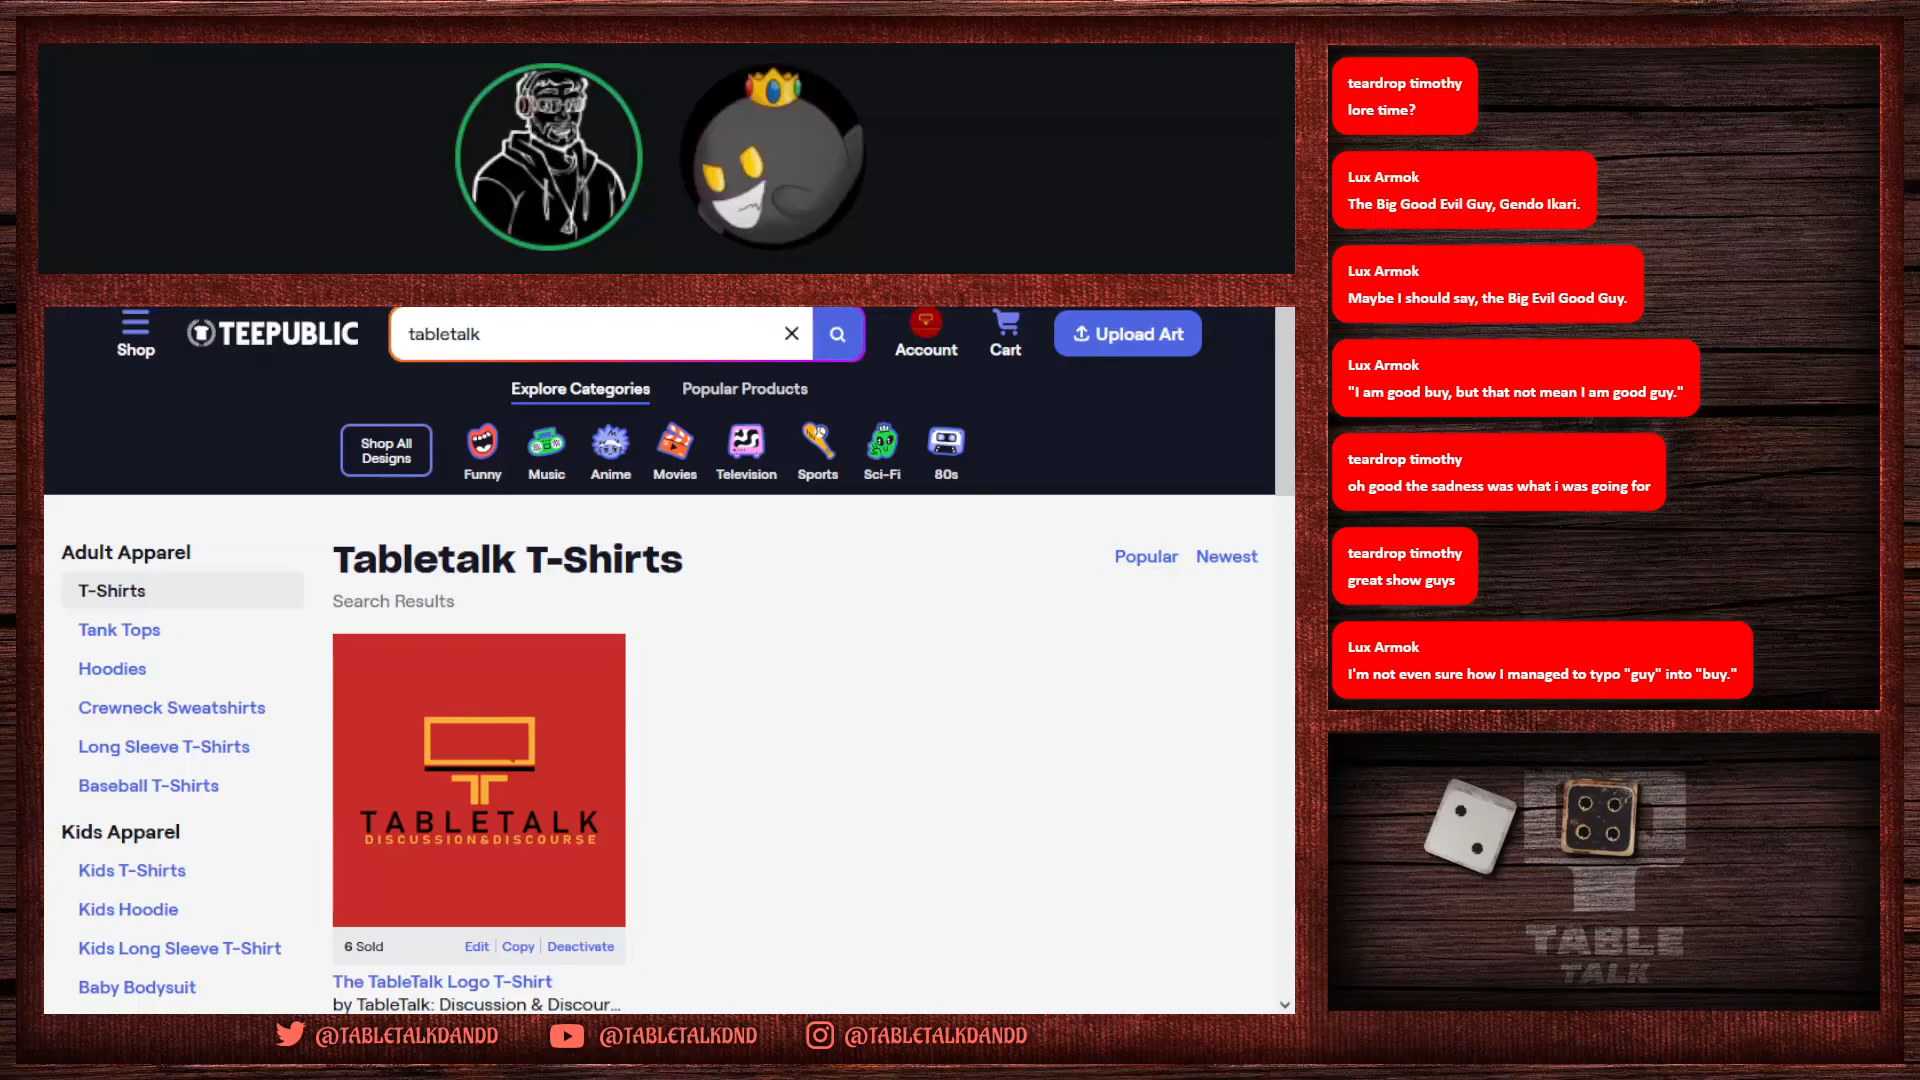 teardrop timothy
lore time?
Lux Armok
The Big Good Evil Guy, Gendo Ikari.
Lux Armok
Maybe I should say, the Big Evil Good Guy.
Lux Armok
"I am good buy, but that not mean I am good guy."
teardrop timothy
oh good the sadness was what i was going for
teardrop timothy
great show guys
Lux Armok
I'm not even sure how I managed to typo "guy" into "buy."
Shop
TEEPUBLIC
tabletalk
Account
Cart
Upload Art
Explore Categories
Popular Products
Shop All
Designs
Funny
Music
Anime
Movies
Television
Sports
Sci-Fi
80s
Adult Apparel
T-Shirts
Tank Tops
Hoodies
Crewneck Sweatshirts
Long Sleeve T-Shirts
Baseball T-Shirts
Kids Apparel
Kids T-Shirts
Kids Hoodie
Kids Long Sleeve T-Shirt
Baby Bodysuit
Tabletalk T-Shirts
Popular
Newest
Search Results
TABLETALK
DISCUSSION&DISCOURSE
6 Sold
Edit
Copy
Deactivate
The TableTalk Logo T-Shirt
by TableTalk: Discussion & Discour...
TABLE
TALK
@TABLETALKDANDD
@TABLETALKDND
@TABLETALKDANDD